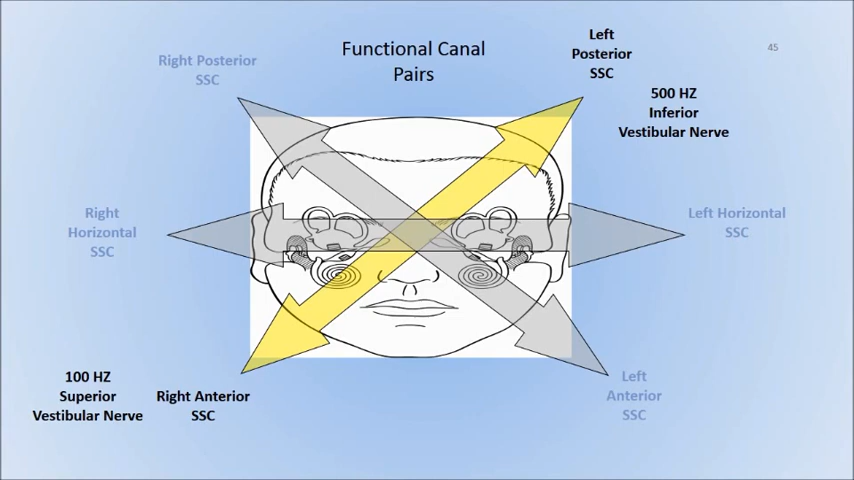 Functional Canal
Pairs
45
Right Posterior
SSC
Left
Posterior
SSC
500 HZ
Inferior
Vestibular Nerve
Right
Horizontal
SSC
Left Horizontal
SSC
100 HZ
Superior
Vestibular Nerve
Right Anterior
SSC
Left
Anterior
SSC